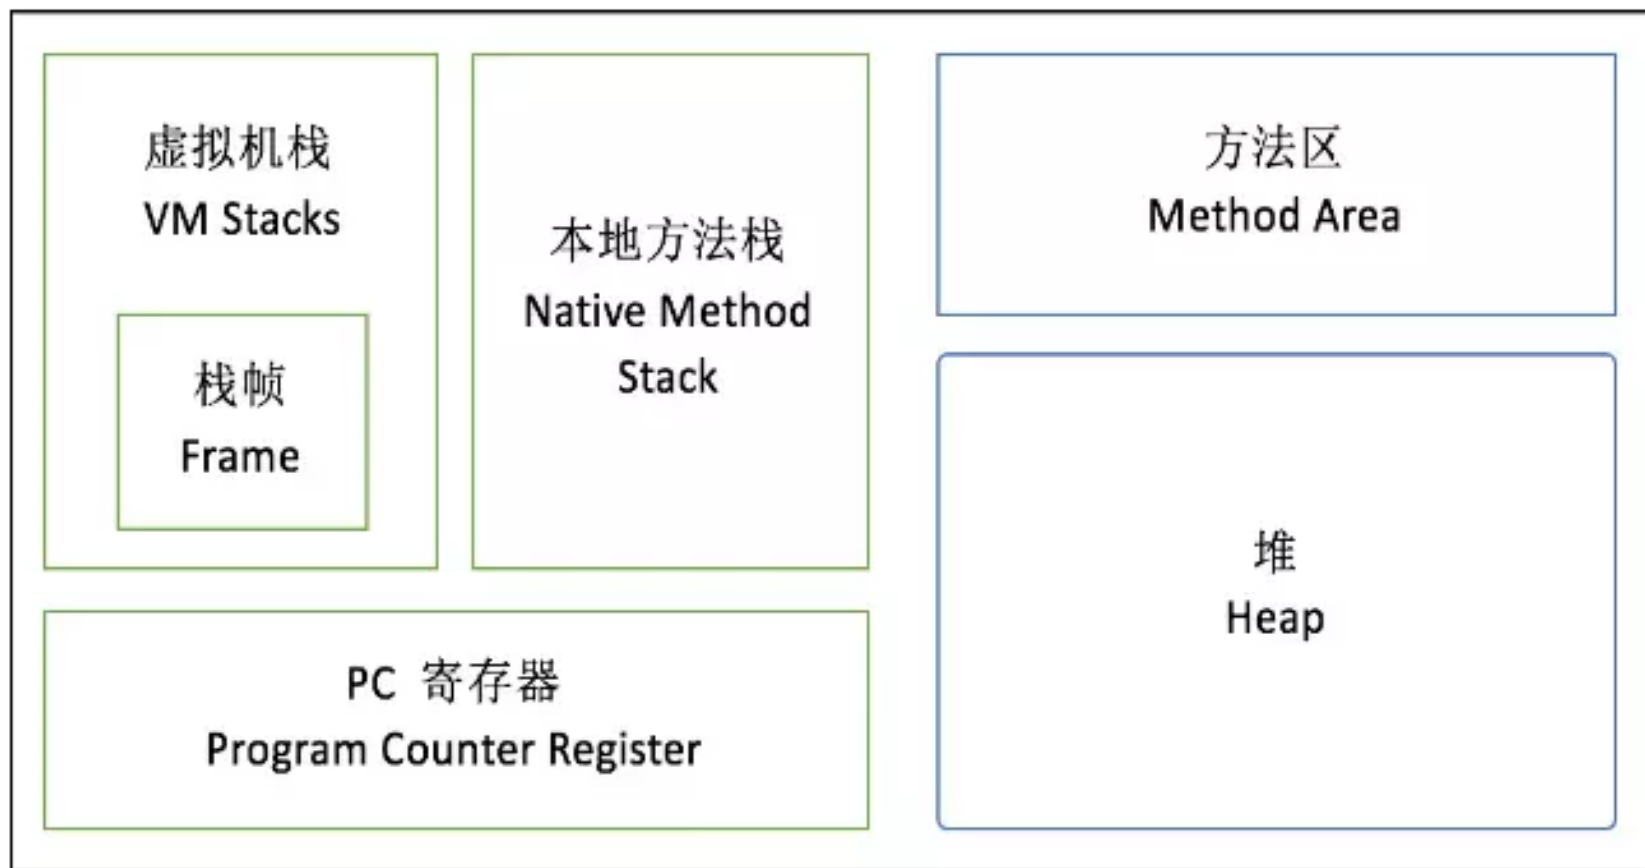 虚拟机栈
VM Stacks
栈帧
Frame
本地方法栈
Native Method
Stack
方法区
Method Area
堆
Heap
PC 寄存器
Program Counter Register